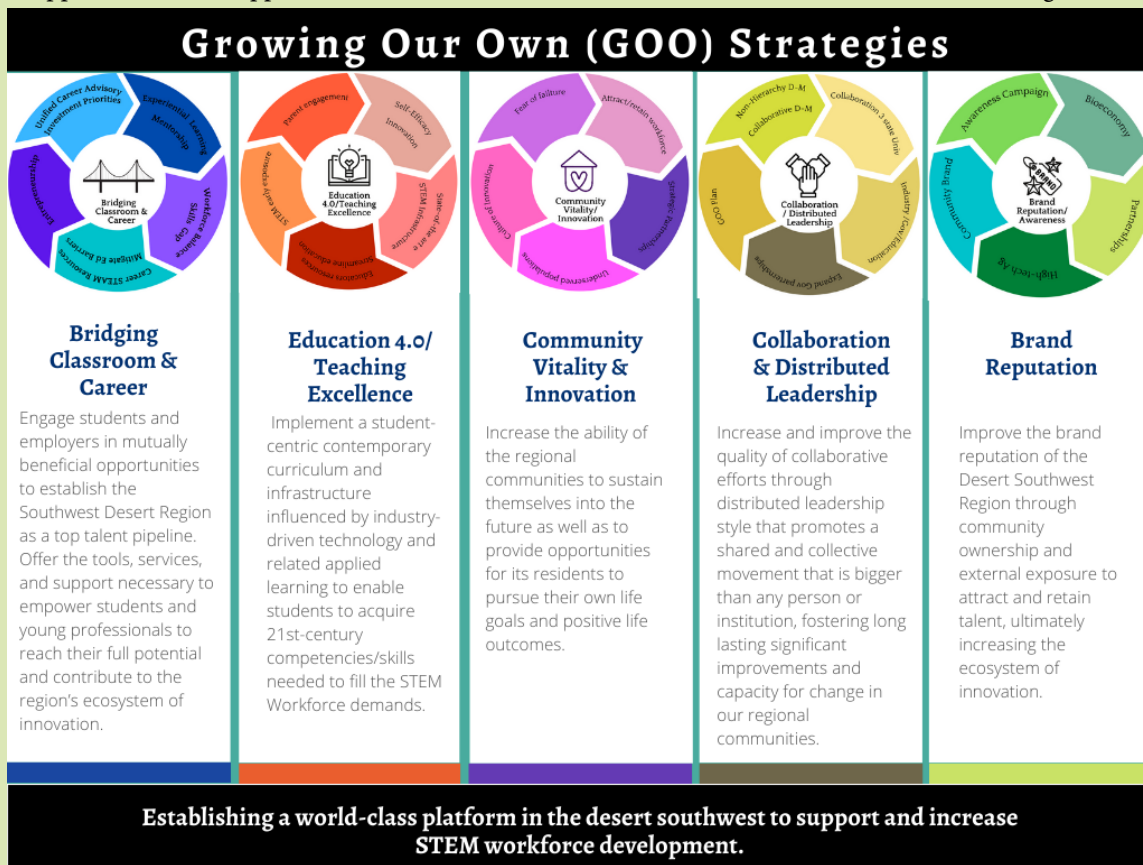 Growing Our Own (GOO) Strategies
Unified Career Advisory
Investment Priorities
Experiential Learning
Mentorship
Workforce Balance
Skills Gap
Mitigate Ed Barriers
Career STEAM Resources
Entrepreneurship
Bridging
Classroom &
Career
Parent engagement
Self-Efficacy
Innovation
State-of-the art e
STEM Infrastructure
Streamline education
Educators resources
STEM early exposure
Education
4.0/Teaching
Excellence
Fear of failture
Attract/retain workforce
Strategic Partnerships
Underserved populations
Culture of Innovation
Community
Vitality/
Innovation
Non-Hierarchy D-M
Collaborative D-M
Collaboration 3 state Univ
Industry /Gov/Education
Expand Gov parternships
GOO Plan
Collaboration
/ Distributed
Leadership
Awareness Campaign
Bioeconomy
Partnerships
High-tech Ag
Community Brand
BRAND
Brand
Reputation/
Awareness
Bridging
Classroom &
Career
Engage students and
employers in mutually
beneficial opportunities
to establish the
Southwest Desert Region
as a top talent pipeline.
Offer the tools, services,
and support necessary to
empower students and
young professionals to
reach their full potential
and contribute to the
region's ecosystem of
innovation.
Education 4.0/
Teaching
Excellence
Implement a student-
centric contemporary
curriculum and
infrastructure
influenced by industry-
driven technology and
related applied
learning to enable
students to acquire
21st-century
competencies/skills
needed to fill the STEM
Workforce demands.
Community
Vitality &
Innovation
Increase the ability of
the regional
communities to sustain
themselves into the
future as well as to
provide opportunities
for its residents to
pursue their own life
goals and positive life
outcomes.
Collaboration
& Distributed
Leadership
Increase and improve the
quality of collaborative
efforts through
distributed leadership
style that promotes a
shared and collective
movement that is bigger
than any person or
institution, fostering long
lasting significant
improvements and
capacity for change in
our regional
communities.
Brand
Reputation
Improve the brand
reputation of the
Desert Southwest
Region through
community
ownership and
external exposure to
attract and retain
talent, ultimately
increasing the
ecosystem of
innovation.
Establishing a world-class platform in the desert southwest to support and increase
STEM workforce development.